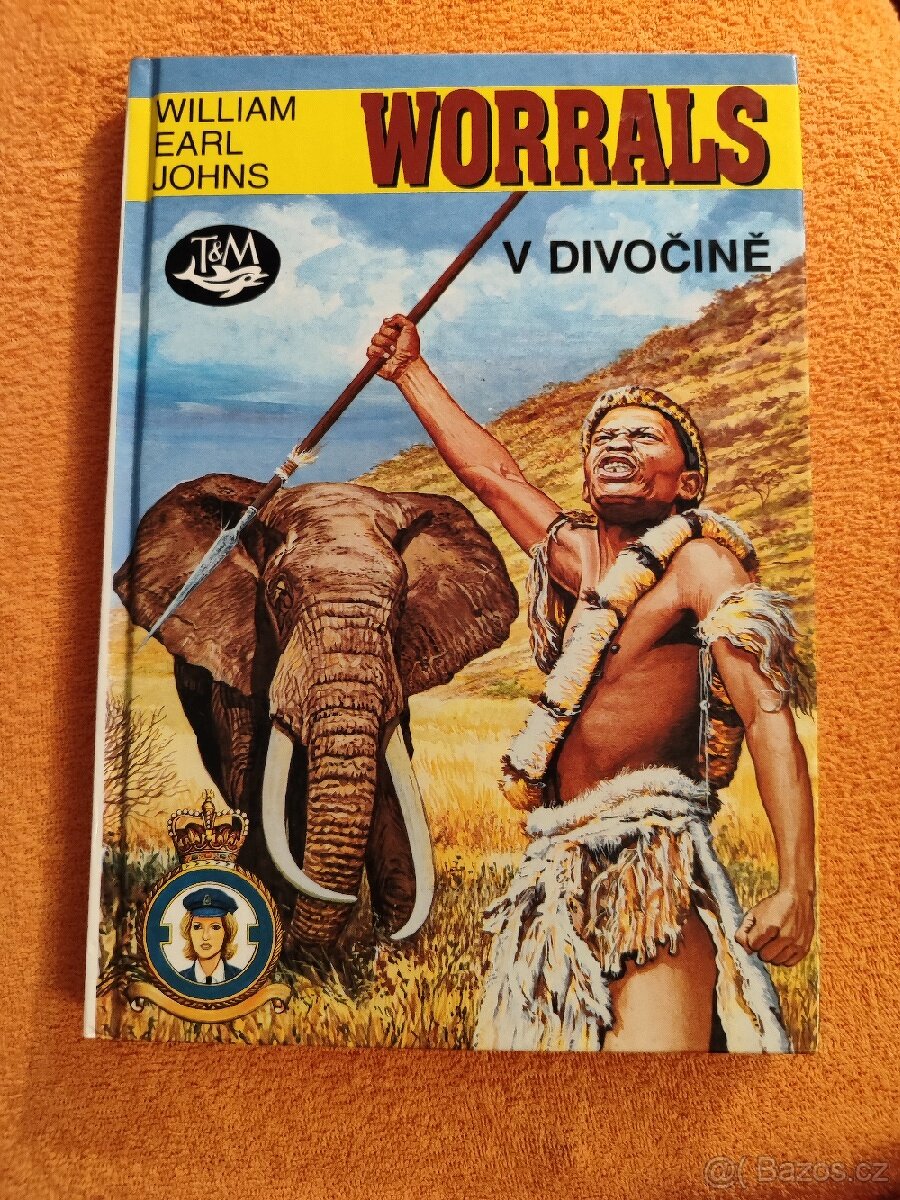 WILLIAM
EARL
JOHNS
WORRALS
T&M
V DIVOČINĚ
@( Bazos.cz